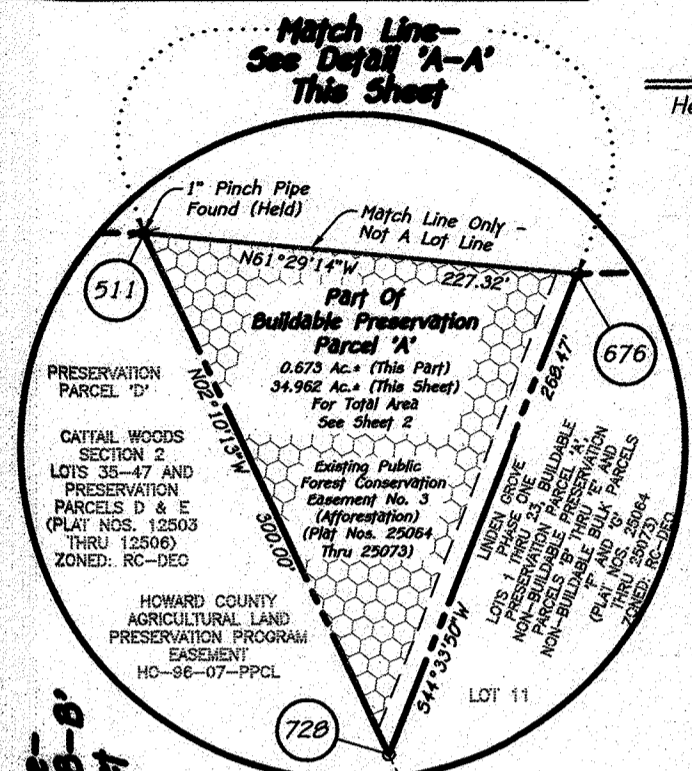 Match Line-
See Detail 'A-A'
This Sheet
1" Pinch Pipe
Found (Held)
Match Line Only -
Not A Lot Line
511
N61°29'14"W
227.32'
676
Part Of
Buildable Preservation
Parcel 'A'
0.673 Ac.± (This Part)
34.962 Ac.± (This Sheet)
For Total Area
See Sheet 2
Existing Public
Forest Conservation
Easement No. 3
(Afforestation)
(Plat Nos. 25064
Thru 25073)
PRESERVATION
PARCEL 'D'
CATTAIL WOODS
SECTION 2
LOTS 35-47 AND
PRESERVATION
PARCELS D & E
(PLAT NOS. 12503
THRU 12506)
ZONED: RC-DEO
HOWARD COUNTY
AGRICULTURAL LAND
PRESERVATION PROGRAM
EASEMENT
HO-96-07-PPCL
N02°10'13"W
300.00'
268.47'
S44°33'50"W
LINDEN GROVE
PHASE ONE
LOTS 1 THRU 23, BUILDABLE
PRESERVATION PARCEL 'A',
NON-BUILDABLE PRESERVATION
PARCELS 'B' THRU 'E' AND
NON-BUILDABLE BULK PARCELS
'F' AND 'G'
(PLAT NOS. 25064
THRU 25073)
ZONED: RC-DEO
LOT 11
728
He
B-B'